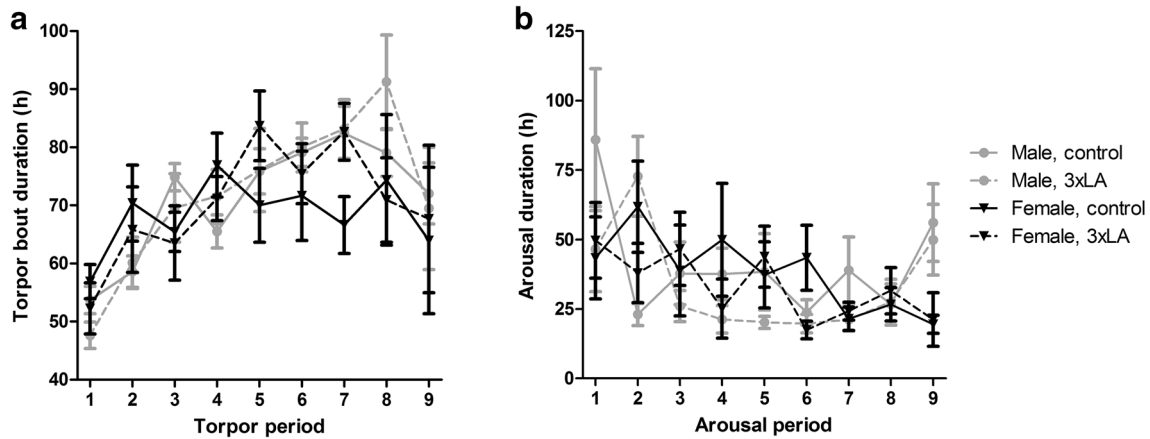 a
100
90
80
70
60
50
40
Torpor bout duration (h)
1 2 3 4 5 6 7 8 9
Torpor period
b
125
100
75
50
25
0
Arousal duration (h)
1 2 3 4 5 6 7 8 9
Arousal period
Male, control
Male, 3xLA
Female, control
Female, 3xLA